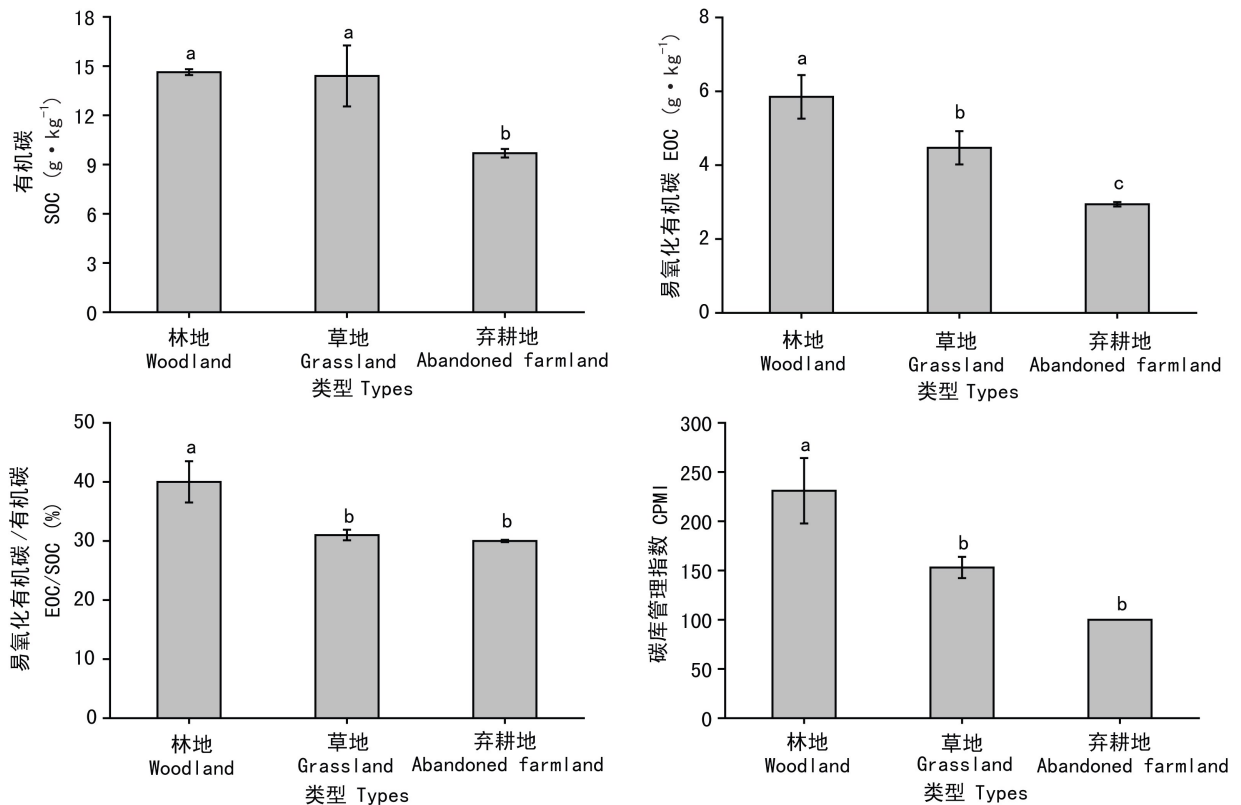 有机碳
SOC (g·kg⁻¹)
18
15
12
9
6
3
0
a
a
b
林地
Woodland
草地
Grassland
弃耕地
Abandoned farmland
类型 Types
易氧化有机碳 EOC (g·kg⁻¹)
8
6
4
2
0
a
b
c
林地
Woodland
草地
Grassland
弃耕地
Abandoned farmland
类型 Types
易氧化有机碳/有机碳
EOC/SOC (%)
50
40
30
20
10
0
a
b
b
林地
Woodland
草地
Grassland
弃耕地
Abandoned farmland
类型 Types
碳库管理指数 CPMI
300
250
200
150
100
50
0
a
b
b
林地
Woodland
草地
Grassland
弃耕地
Abandoned farmland
类型 Types